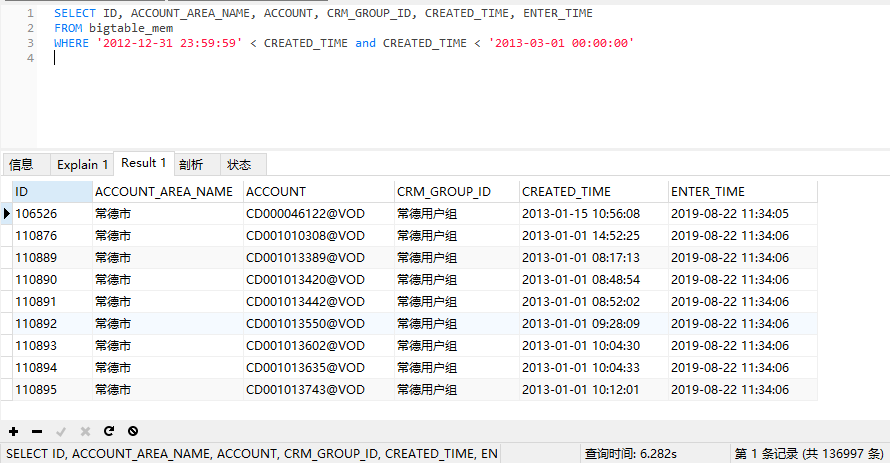 1 SELECT ID, ACCOUNT_AREA_NAME, ACCOUNT, CRM_GROUP_ID, CREATED_TIME, ENTER_TIME
2 FROM bigtable_mem
3 WHERE '2012-12-31 23:59:59' < CREATED_TIME and CREATED_TIME < '2013-03-01 00:00:00'
4
信息 Explain 1 Result 1 剖析 状态
ID ACCOUNT_AREA_NAME ACCOUNT CRM_GROUP_ID CREATED_TIME ENTER_TIME
106526 常德市 CD000046122@VOD 常德用户组 2013-01-15 10:56:08 2019-08-22 11:34:05
110876 常德市 CD001010308@VOD 常德用户组 2013-01-01 14:52:25 2019-08-22 11:34:06
110889 常德市 CD001013389@VOD 常德用户组 2013-01-01 08:17:13 2019-08-22 11:34:06
110890 常德市 CD001013420@VOD 常德用户组 2013-01-01 08:48:54 2019-08-22 11:34:06
110891 常德市 CD001013442@VOD 常德用户组 2013-01-01 08:52:02 2019-08-22 11:34:06
110892 常德市 CD001013550@VOD 常德用户组 2013-01-01 09:28:09 2019-08-22 11:34:06
110893 常德市 CD001013602@VOD 常德用户组 2013-01-01 10:04:30 2019-08-22 11:34:06
110894 常德市 CD001013635@VOD 常德用户组 2013-01-01 10:04:33 2019-08-22 11:34:06
110895 常德市 CD001013743@VOD 常德用户组 2013-01-01 10:12:01 2019-08-22 11:34:06
SELECT ID, ACCOUNT_AREA_NAME, ACCOUNT, CRM_GROUP_ID, CREATED_TIME, EN 查询时间: 6.282s 第 1 条记录 (共 136997 条)